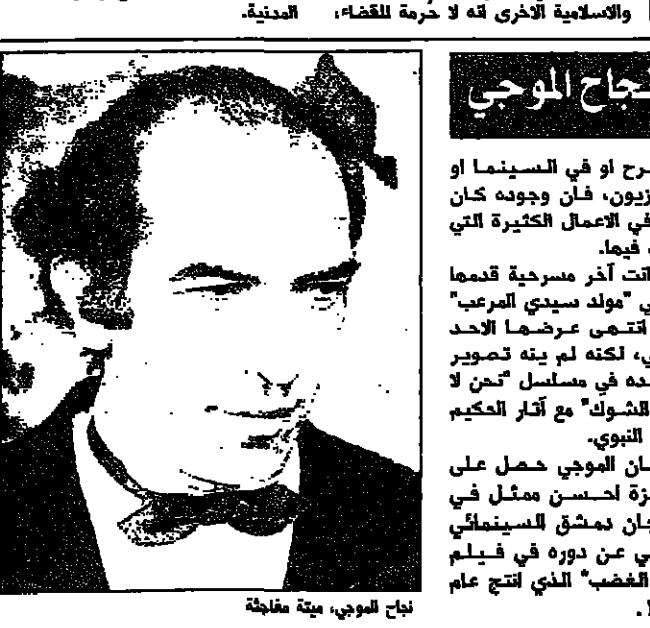 والاسلامية الاخرى انه لا حرمة للقضاء،
المدنية.
نجاح الموجي
رح او في السينما او
زيون، فان وجوده كان
في الاعمال الكثيرة التي
فيها.
انت آخر مسرحية قدمها
ي "مولد سيدي المرعب"
انتهى عرضها الاحد
ي، لكنه لم ينه تصوير
ده في مسلسل "نحن لا
الشوك" مع آثار الحكيم
النبوي.
ان الموجي حصل على
زة احسن ممثل في
جان دمشق السينمائي
ي عن دوره في فيلم
الغضب" الذي انتج عام
نجاح الموجي، ميتة مفاجئة